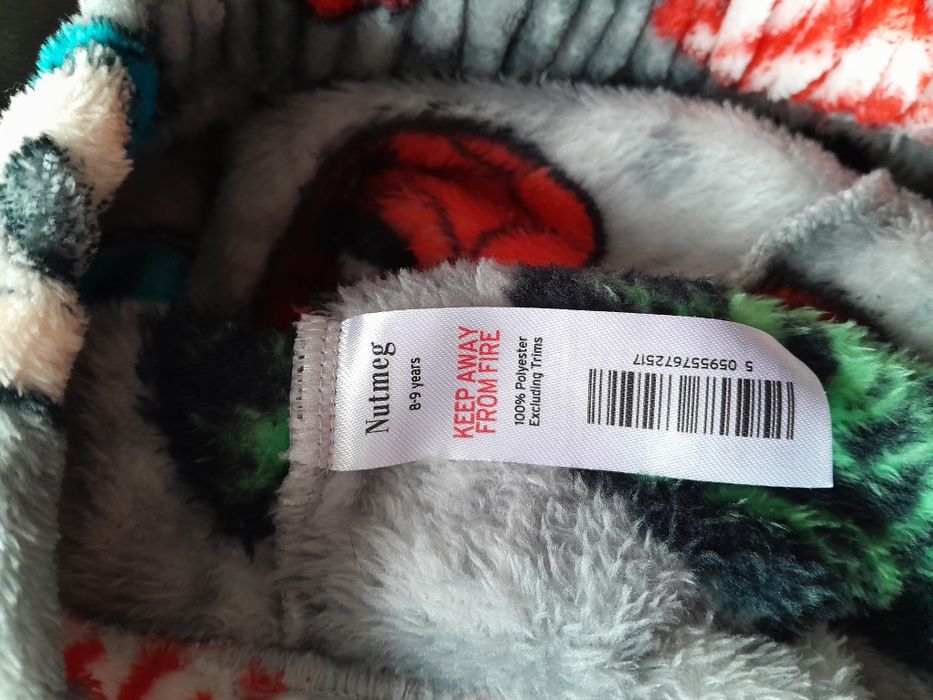 Nutmeg
8-9 years
KEEP AWAY
FROM FIRE
100% Polyester
Excluding Trims
5 059557672517